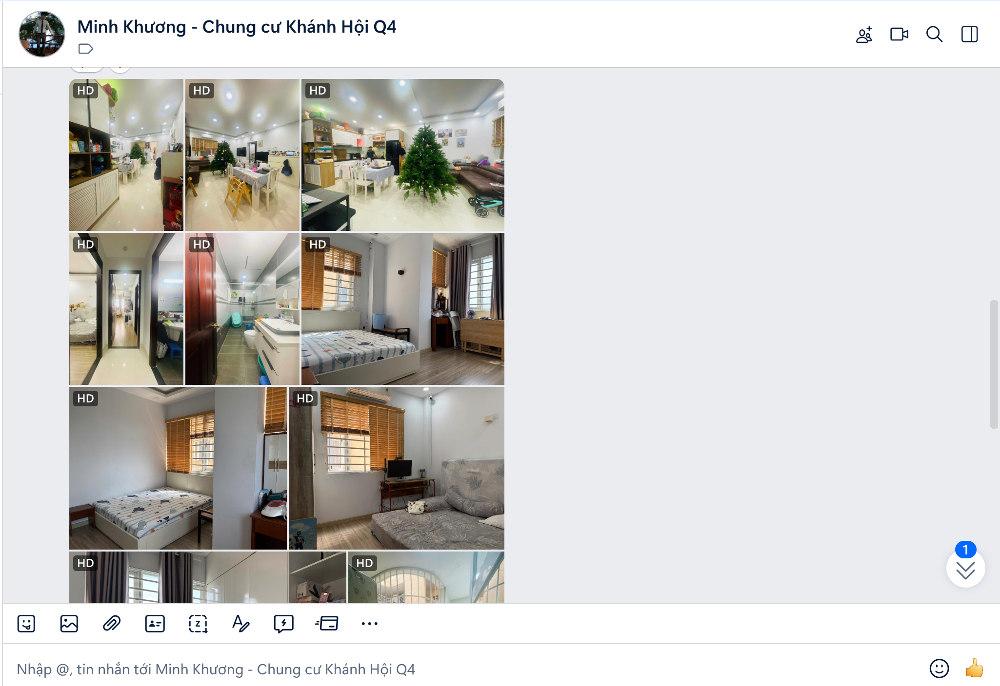 Minh Khương - Chung cư Khánh Hội Q4
HD
HD
HD
HD
HD
HD
HD
HD
HD
HD
1
Nhập @, tin nhắn tới Minh Khương - Chung cư Khánh Hội Q4